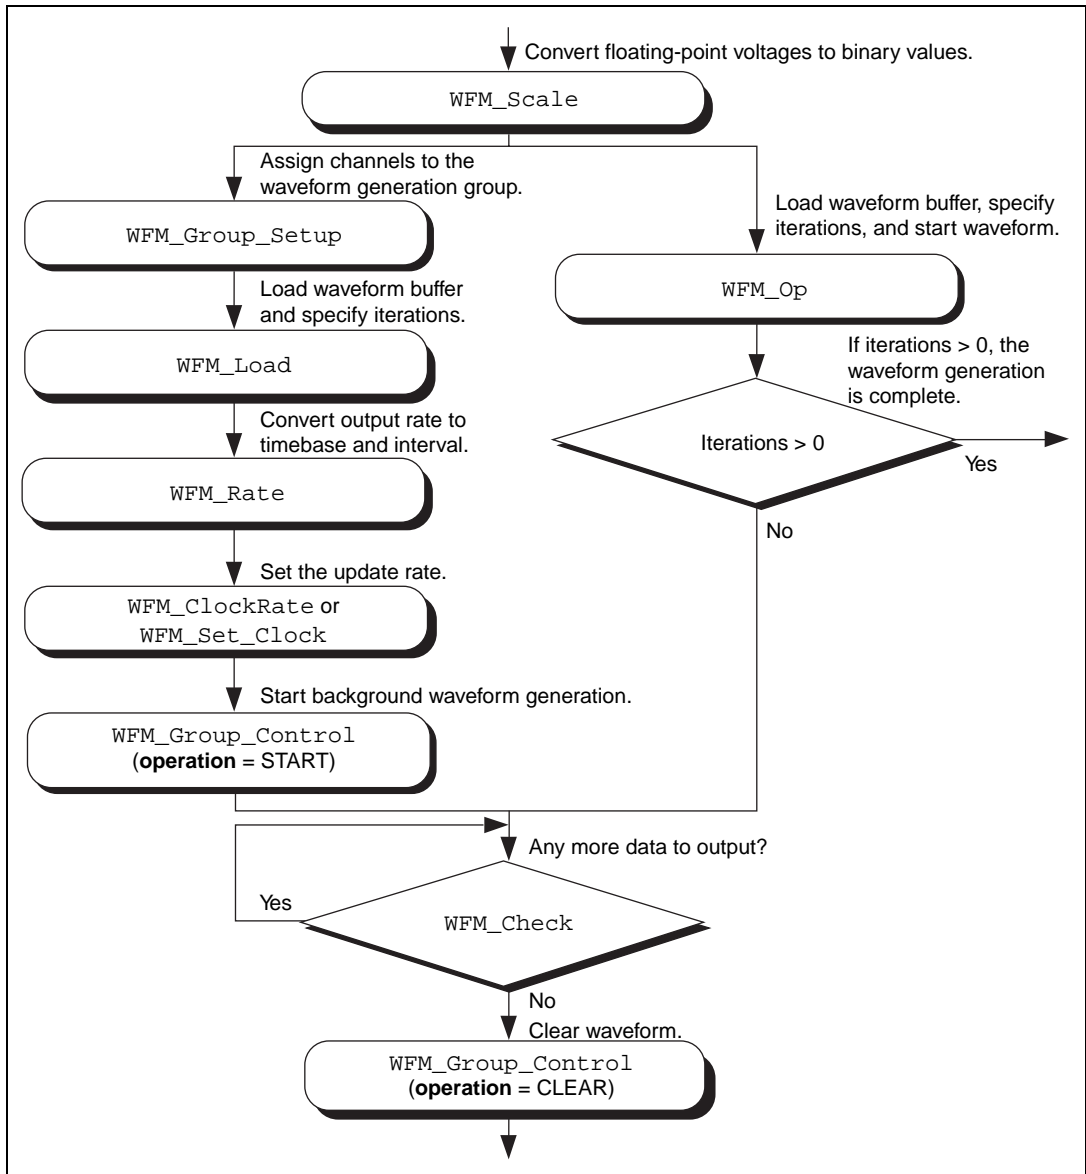 Convert floating-point voltages to binary values.
WFM_Scale
Assign channels to the
waveform generation group.
WFM_Group_Setup
Load waveform buffer
and specify iterations.
WFM_Load
Convert output rate to
timebase and interval.
WFM_Rate
Set the update rate.
WFM_ClockRate or
WFM_Set_Clock
Start background waveform generation.
WFM_Group_Control
(operation = START)
Load waveform buffer, specify
iterations, and start waveform.
WFM_Op
If iterations > 0, the
waveform generation
is complete.
Iterations > 0
Yes
No
Any more data to output?
Yes
WFM_Check
No
Clear waveform.
WFM_Group_Control
(operation = CLEAR)